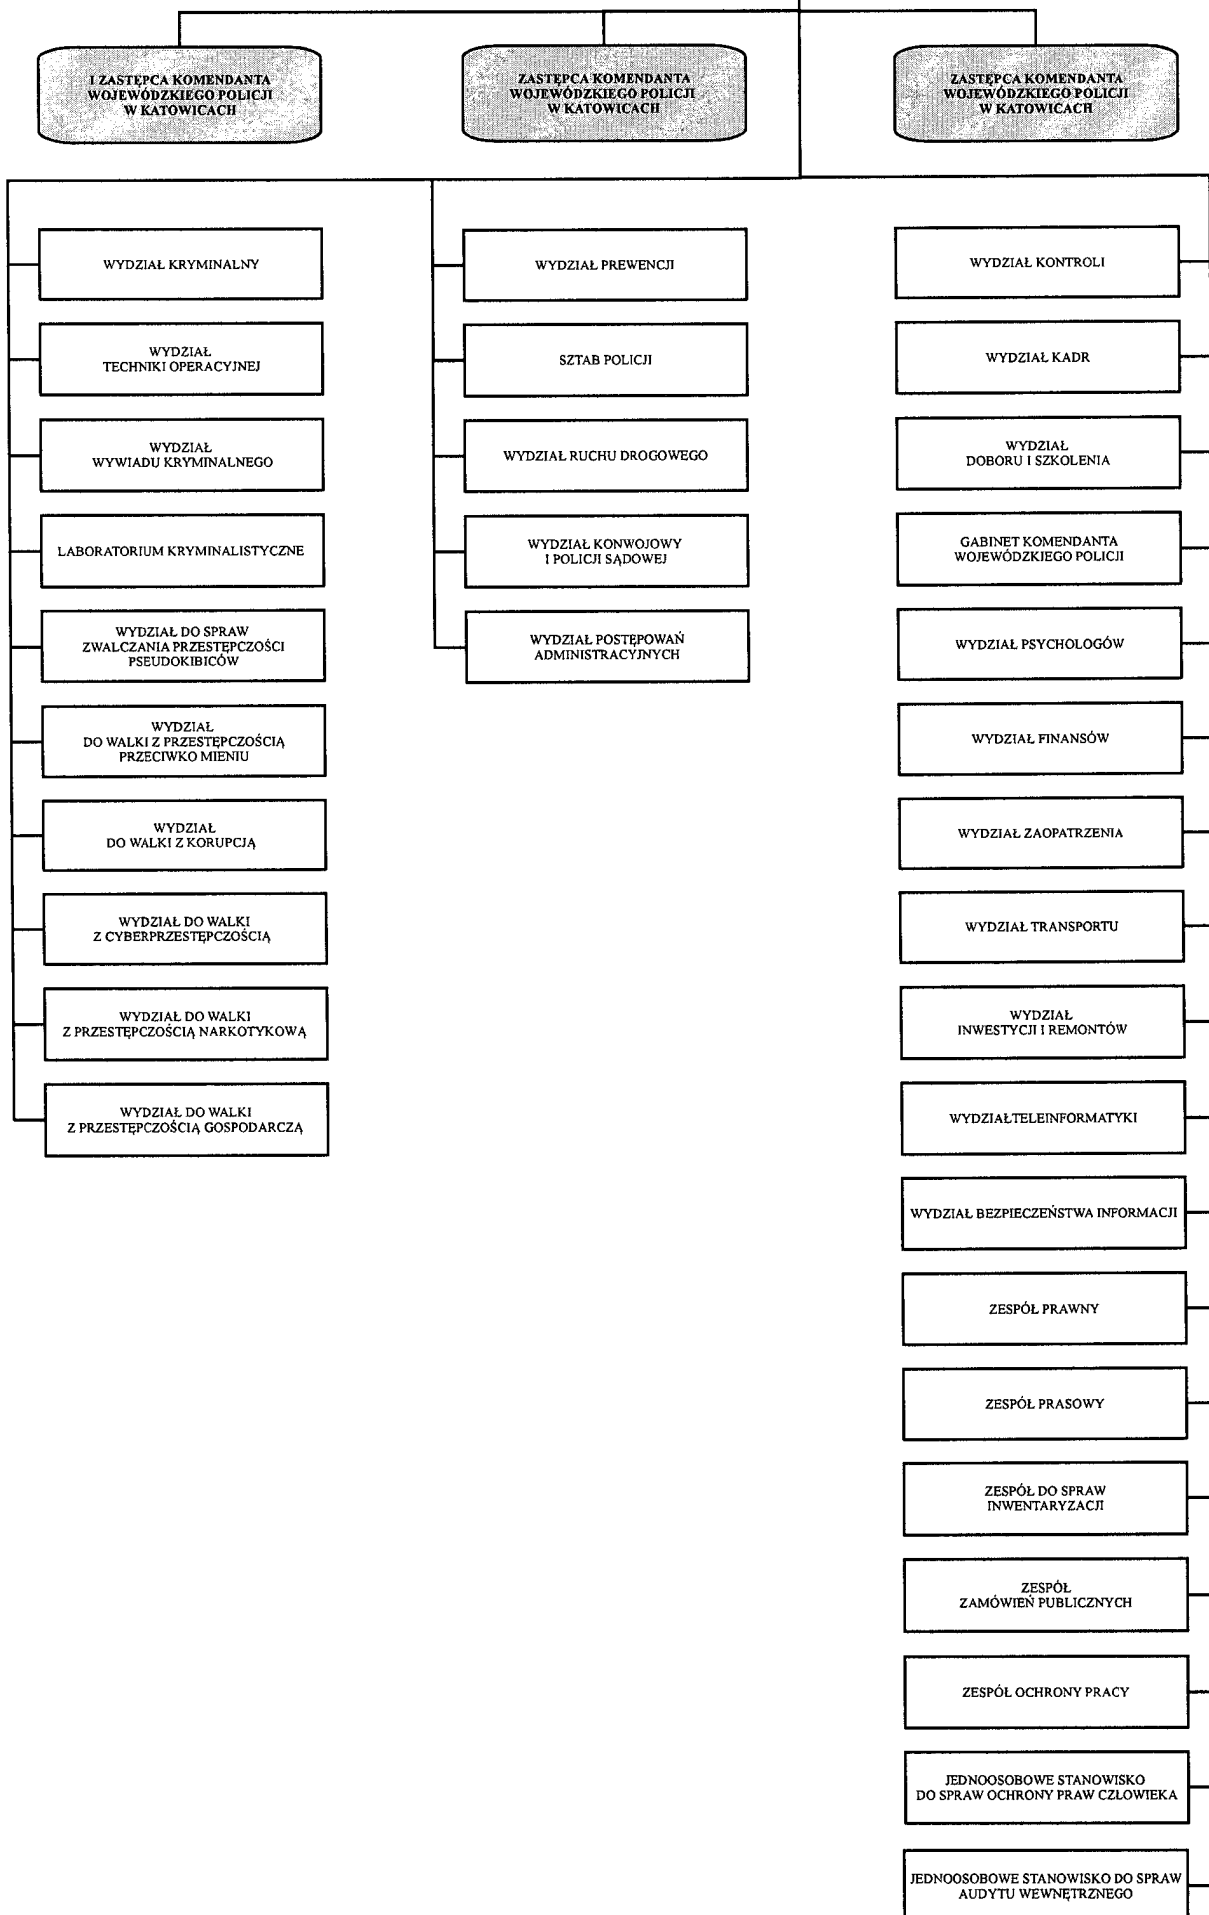 I ZASTĘPCA KOMENDANTA
WOJEWÓDZKIEGO POLICJI
W KATOWICACH
ZASTĘPCA KOMENDANTA
WOJEWÓDZKIEGO POLICJI
W KATOWICACH
ZASTĘPCA KOMENDANTA
WOJEWÓDZKIEGO POLICJI
W KATOWICACH
WYDZIAŁ KRYMINALNY
WYDZIAŁ
TECHNIKI OPERACYJNEJ
WYDZIAŁ
WYWIADU KRYMINALNEGO
LABORATORIUM KRYMINALISTYCZNE
WYDZIAŁ DO SPRAW
ZWALCZANIA PRZESTĘPCZOŚCI
PSEUDOKIBICÓW
WYDZIAŁ
DO WALKI Z PRZESTĘPCZOŚCIĄ
PRZECIWKO MIENIU
WYDZIAŁ
DO WALKI Z KORUPCJĄ
WYDZIAŁ DO WALKI
Z CYBERPRZESTĘPCZOŚCIĄ
WYDZIAŁ DO WALKI
Z PRZESTĘPCZOŚCIĄ NARKOTYKOWĄ
WYDZIAŁ DO WALKI
Z PRZESTĘPCZOŚCIĄ GOSPODARCZĄ
WYDZIAŁ PREWENCJI
SZTAB POLICJI
WYDZIAŁ RUCHU DROGOWEGO
WYDZIAŁ KONWOJOWY
I POLICJI SĄDOWEJ
WYDZIAŁ POSTĘPOWAŃ
ADMINISTRACYJNYCH
WYDZIAŁ KONTROLI
WYDZIAŁ KADR
WYDZIAŁ
DOBORU I SZKOLENIA
GABINET KOMENDANTA
WOJEWÓDZKIEGO POLICJI
WYDZIAŁ PSYCHOLOGÓW
WYDZIAŁ FINANSÓW
WYDZIAŁ ZAOPATRZENIA
WYDZIAŁ TRANSPORTU
WYDZIAŁ
INWESTYCJI I REMONTÓW
WYDZIAŁTELEINFORMATYKI
WYDZIAŁ BEZPIECZEŃSTWA INFORMACJI
ZESPÓŁ PRAWNY
ZESPÓŁ PRASOWY
ZESPÓŁ DO SPRAW
INWENTARYZACJI
ZESPÓŁ
ZAMÓWIEŃ PUBLICZNYCH
ZESPÓŁ OCHRONY PRACY
JEDNOOSOBOWE STANOWISKO
DO SPRAW OCHRONY PRAW CZŁOWIEKA
JEDNOOSOBOWE STANOWISKO DO SPRAW
AUDYTU WEWNĘTRZNEGO